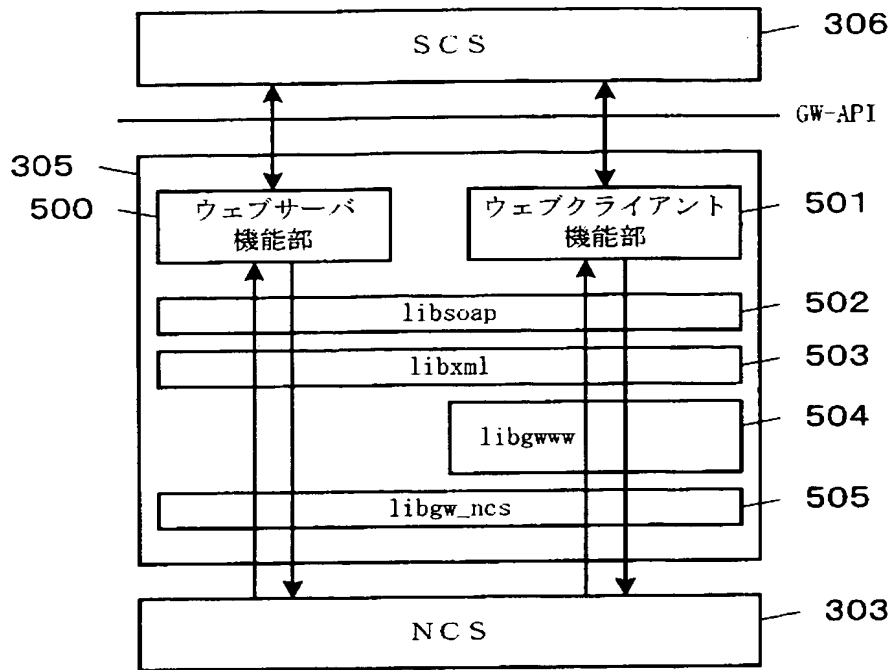 SCS
306
GW-API
305
500
ウェブサーバ
機能部
ウェブクライアント
機能部
501
libsoap
502
libxml
503
libgwww
504
libgw_ncs
505
NCS
303